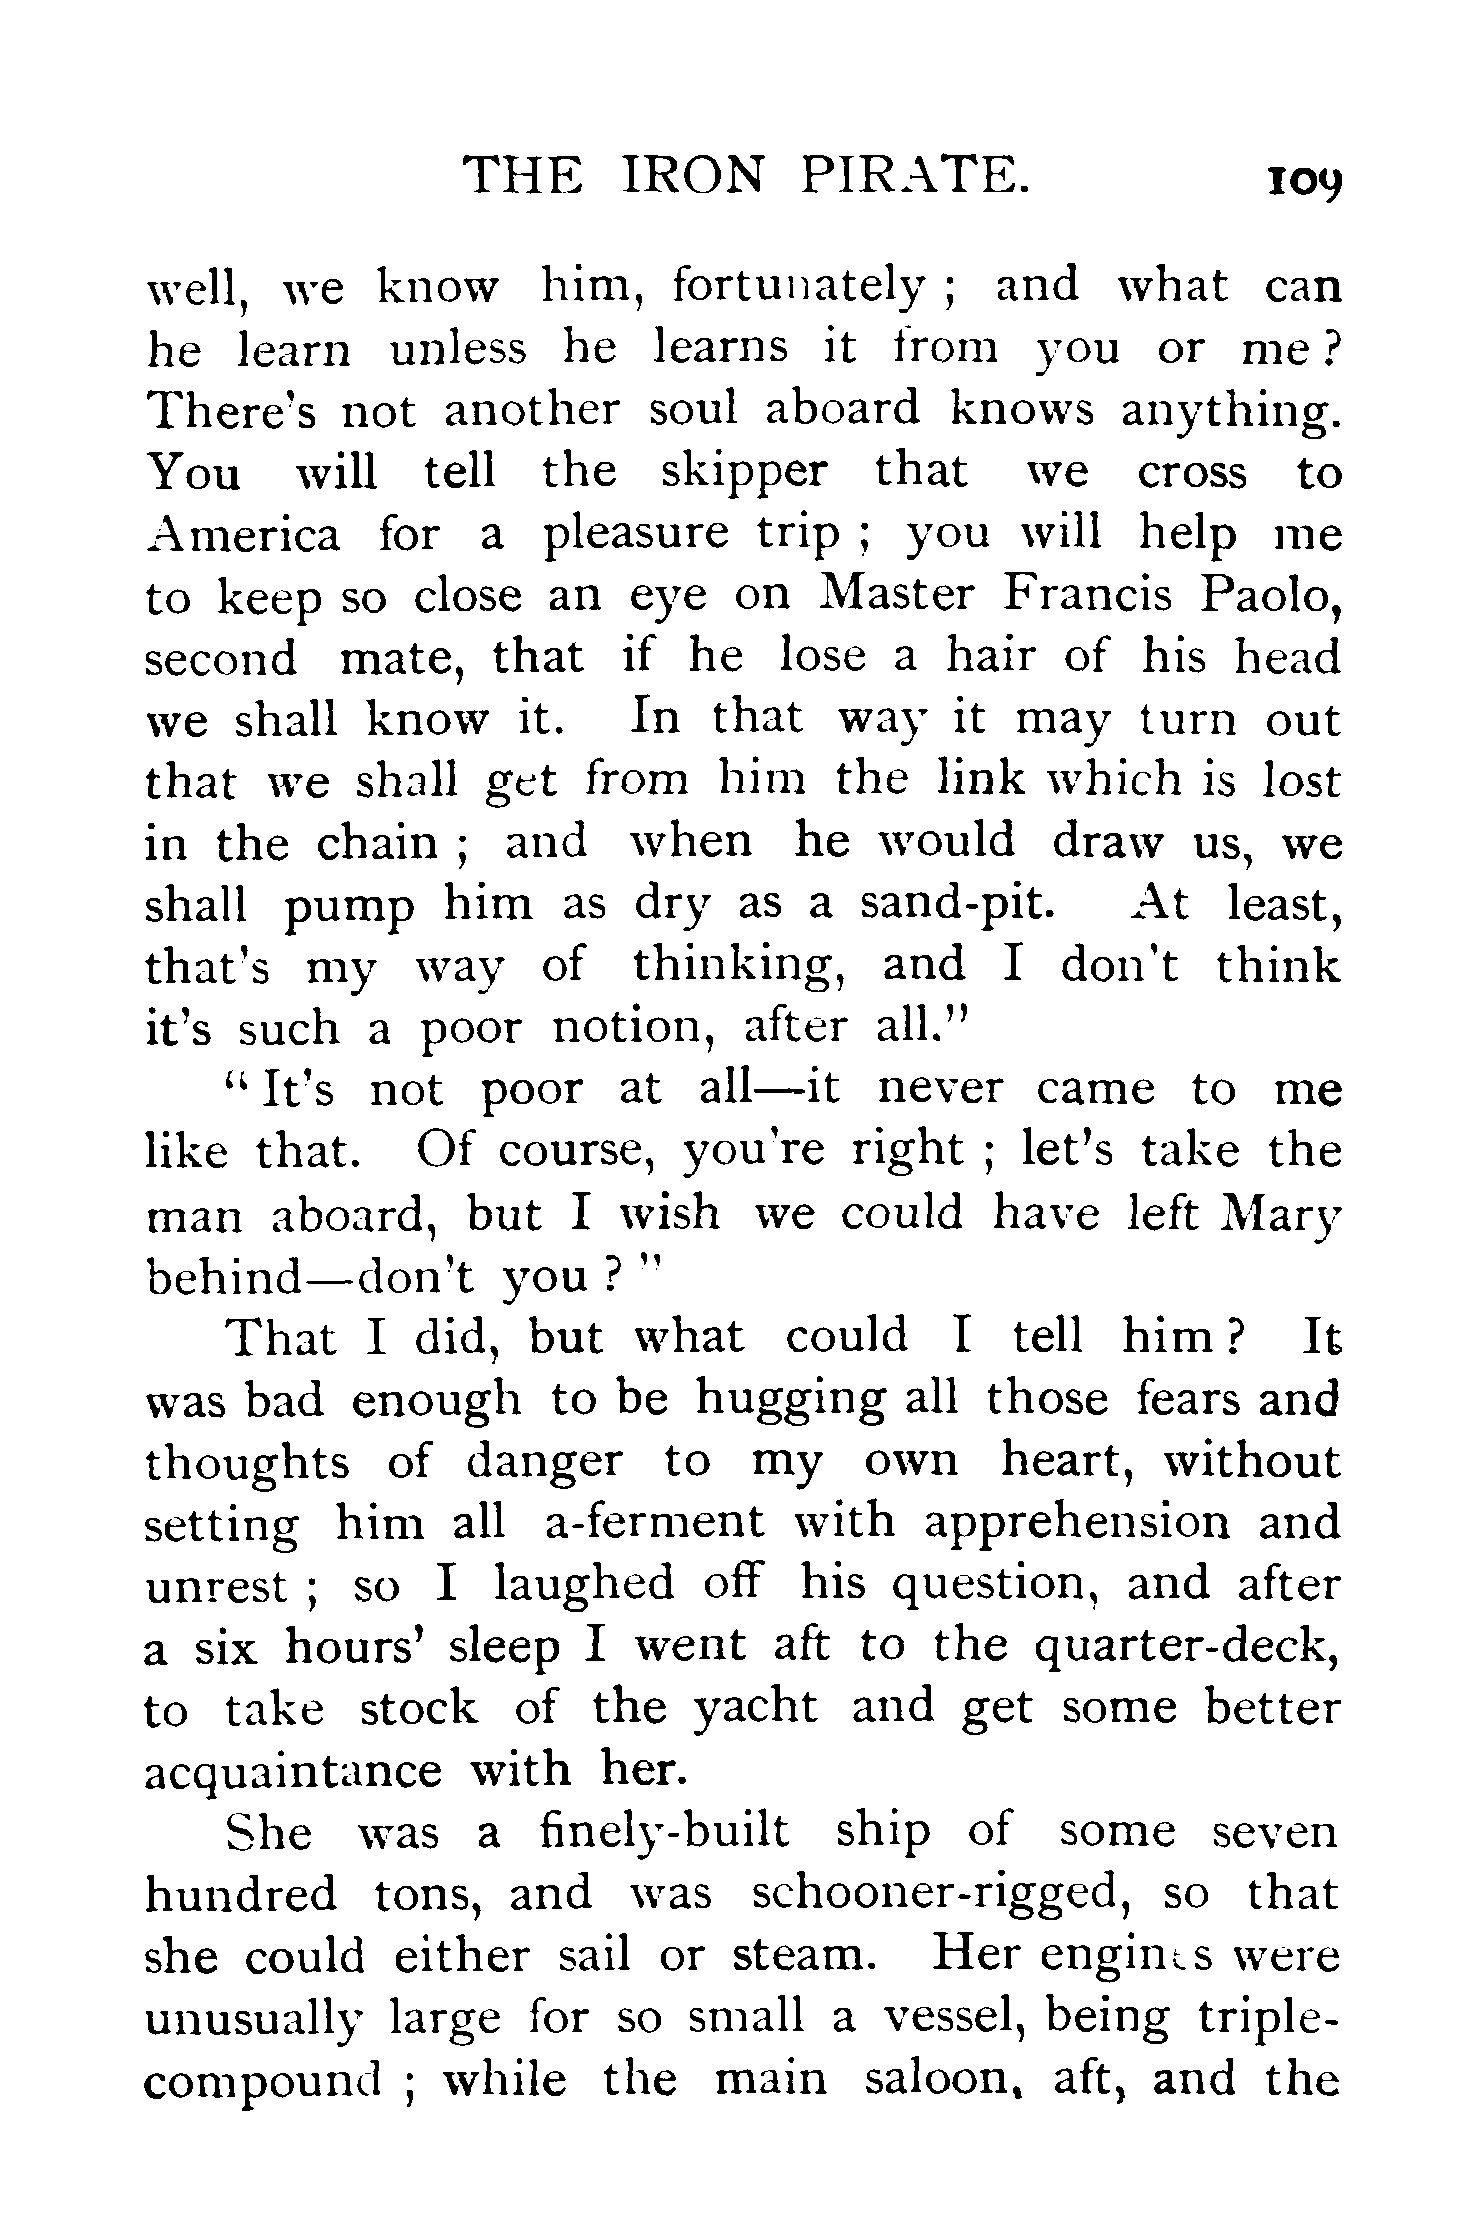 THE IRON PIRATE. 109
well, we know him, fortunately ; and what can
he learn unless he learns it from you or me ?
There's not another soul aboard knows anything.
You will tell the skipper that we cross to
America for a pleasure trip ; you will help me
to keep so close an eye on Master Francis Paolo,
second mate, that if he lose a hair of his head
we shall know it. In that way it may turn out
that we shall get from him the link which is lost
in the chain ; and when he would draw us, we
shall pump him as dry as a sand-pit. At least,
that's my way of thinking, and I don't think
it's such a poor notion, after all."
" It's not poor at all—it never came to me
like that. Of course, you're right ; let's take the
man aboard, but I wish we could have left Mary
behind—don't you ? "
That I did, but what could I tell him ? It
was bad enough to be hugging all those fears and
thoughts of danger to my own heart, without
setting him all a-ferment with apprehension and
unrest ; so I laughed off his question, and after
a six hours' sleep I went aft to the quarter-deck,
to take stock of the yacht and get some better
acquaintance with her.
She was a finely-built ship of some seven
hundred tons, and was schooner-rigged, so that
she could either sail or steam. Her engines were
unusually large for so small a vessel, being triple-
compound ; while the main saloon, aft, and the